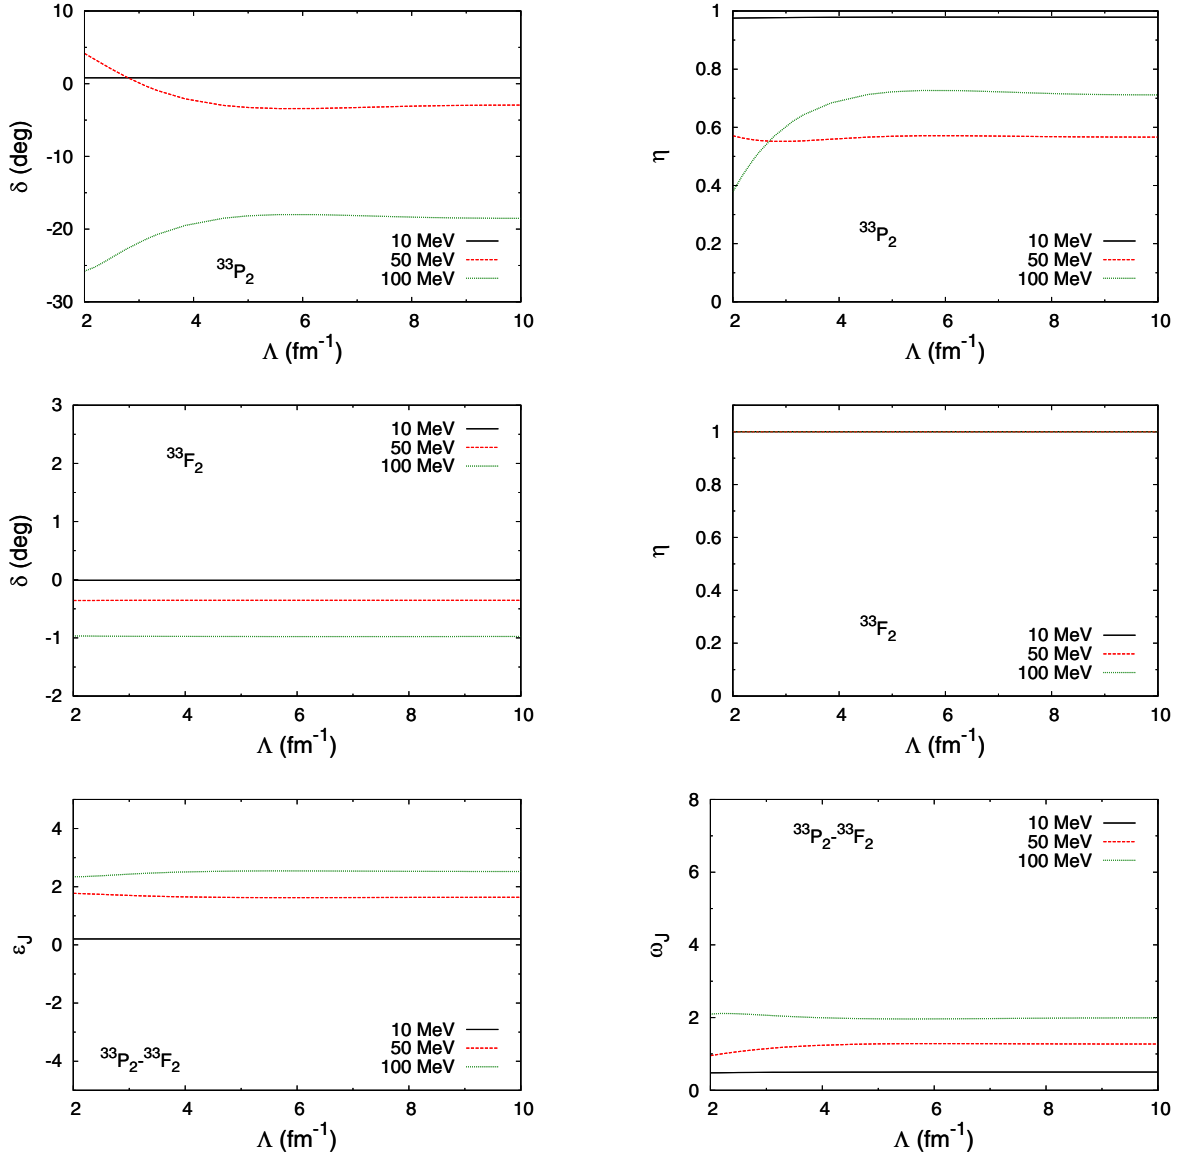 10
0
-10
-20
-30
δ (deg)
2 4 6 8 10
Λ (fm⁻¹)
³³P₂
10 MeV
50 MeV
100 MeV
1
0.8
0.6
0.4
0.2
0
η
2 4 6 8 10
Λ (fm⁻¹)
³³P₂
10 MeV
50 MeV
100 MeV
3
2
1
0
-1
-2
δ (deg)
2 4 6 8 10
Λ (fm⁻¹)
³³F₂
10 MeV
50 MeV
100 MeV
1
0.8
0.6
0.4
0.2
0
η
2 4 6 8 10
Λ (fm⁻¹)
³³F₂
10 MeV
50 MeV
100 MeV
4
2
0
-2
-4
ε_J
2 4 6 8 10
Λ (fm⁻¹)
³³P₂-³³F₂
10 MeV
50 MeV
100 MeV
8
6
4
2
0
ω_J
2 4 6 8 10
Λ (fm⁻¹)
³³P₂-³³F₂
10 MeV
50 MeV
100 MeV